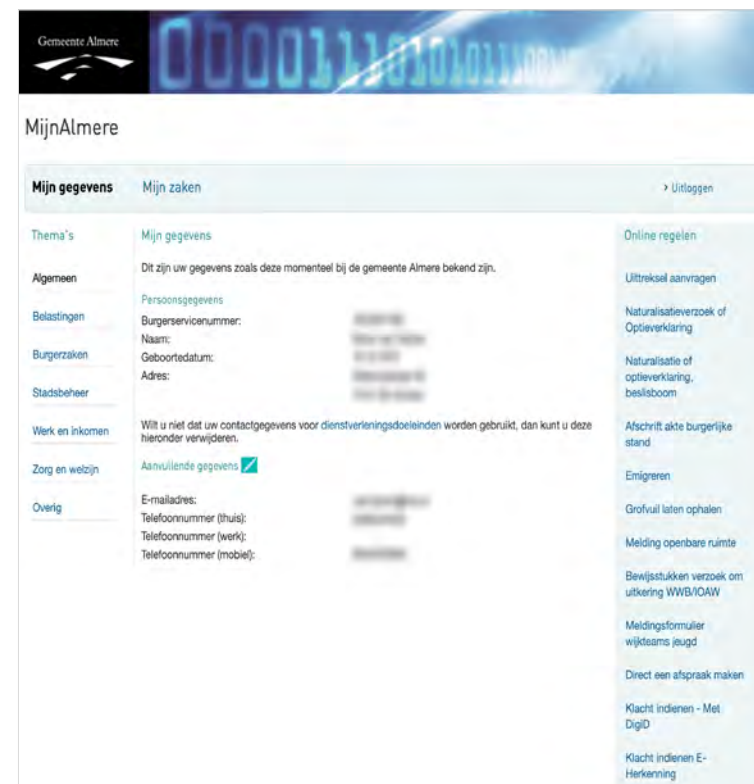 Gemeente Almere
MijnAlmere
Mijn gegevens
Mijn zaken
> Uitloggen
Thema's
Algemeen
Belastingen
Burgerzaken
Stadsbeheer
Werk en inkomen
Zorg en welzijn
Overig
Mijn gegevens
Dit zijn uw gegevens zoals deze momenteel bij de gemeente Almere bekend zijn.
Persoonsgegevens
Burgerservicenummer:
Naam:
Geboortedatum:
Adres:
Wilt u niet dat uw contactgegevens voor dienstverleningsdoeleinden worden gebruikt, dan kunt u deze
hieronder verwijderen.
Aanvullende gegevens
E-mailadres:
Telefoonnummer (thuis):
Telefoonnummer (werk):
Telefoonnummer (mobiel):
Online regelen
Uittreksel aanvragen
Naturalisatieverzoek of
Optieverklaring
Naturalisatie of
optieverklaring,
beslisboom
Afschrift akte burgerlijke
stand
Emigreren
Grofvuil laten ophalen
Melding openbare ruimte
Bewijsstukken verzoek om
uitkering WWB/IOAW
Meldingsformulier
wijkteams jeugd
Direct een afspraak maken
Klacht indienen - Met
DigiD
Klacht indienen E-
Herkenning